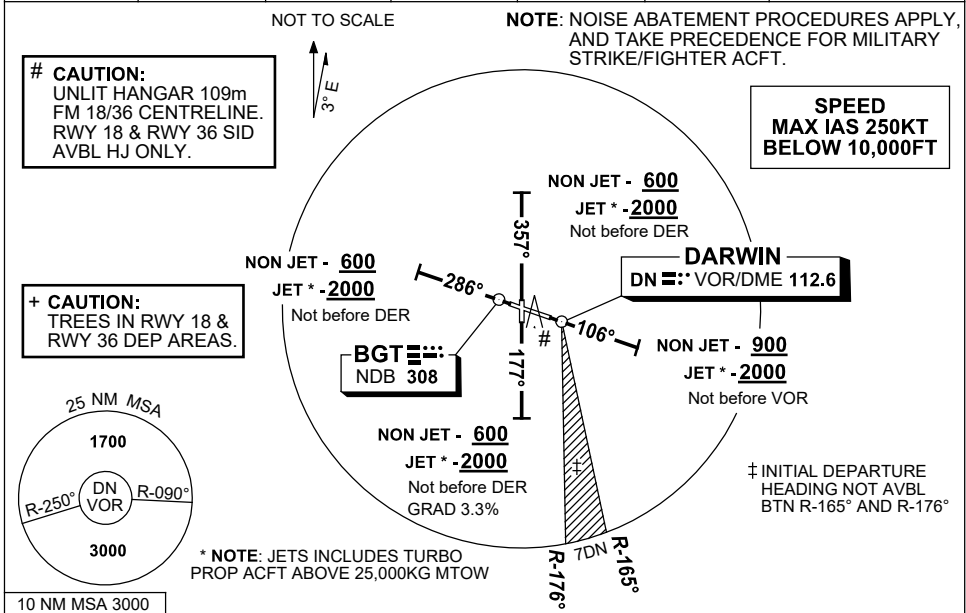 NOT TO SCALE
3° E
NOTE: NOISE ABATEMENT PROCEDURES APPLY,
AND TAKE PRECEDENCE FOR MILITARY
STRIKE/FIGHTER ACFT.
# CAUTION:
UNLIT HANGAR 109m
FM 18/36 CENTRELINE.
RWY 18 & RWY 36 SID
AVBL HJ ONLY.
SPEED
MAX IAS 250KT
BELOW 10,000FT
NON JET - 600
JET * - 2000
Not before DER
357°
DARWIN
DN VOR/DME 112.6
NON JET - 600
JET * - 2000
Not before DER
286°
106°
#
+ CAUTION:
TREES IN RWY 18 &
RWY 36 DEP AREAS.
BGT
NDB 308
177°
NON JET - 900
JET * - 2000
Not before VOR
NON JET - 600
JET * - 2000
Not before DER
GRAD 3.3%
‡
‡ INITIAL DEPARTURE
HEADING NOT AVBL
BTN R-165° AND R-176°
25 NM MSA
1700
DN
VOR
R-250°
R-090°
3000
* NOTE: JETS INCLUDES TURBO
PROP ACFT ABOVE 25,000KG MTOW
7DN
R-176°
R-165°
10 NM MSA 3000